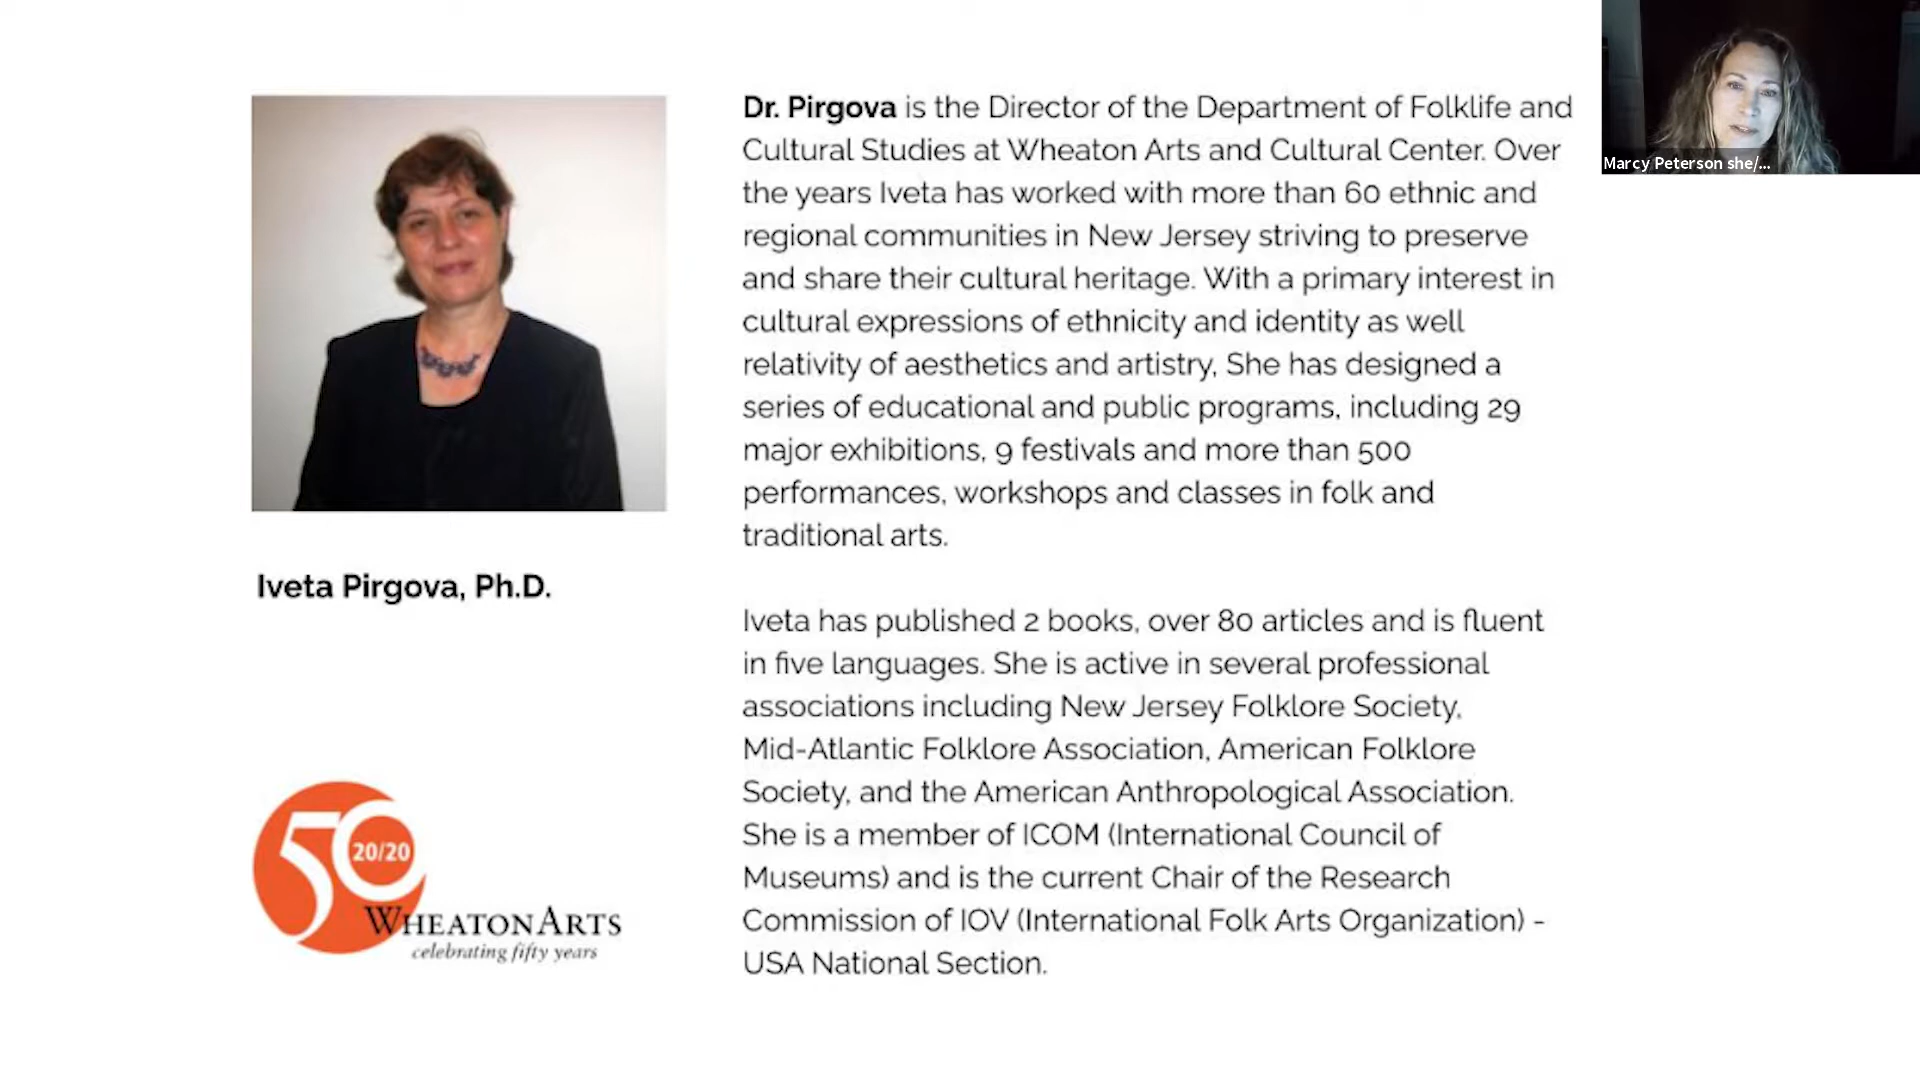 Dr. Pirgova is the Director of the Department of Folklife and
Cultural Studies at Wheaton Arts and Cultural Center. Over
the years Iveta has worked with more than 60 ethnic and
regional communities in New Jersey striving to preserve
and share their cultural heritage. With a primary interest in
cultural expressions of ethnicity and identity as well
relativity of aesthetics and artistry, She has designed a
series of educational and public programs, including 29
major exhibitions, 9 festivals and more than 500
performances, workshops and classes in folk and
traditional arts.
Iveta has published 2 books, over 80 articles and is fluent
in five languages. She is active in several professional
associations including New Jersey Folklore Society,
Mid-Atlantic Folklore Association, American Folklore
Society, and the American Anthropological Association.
She is a member of ICOM (International Council of
Museums) and is the current Chair of the Research
Commission of IOV (International Folk Arts Organization) -
USA National Section.
Iveta Pirgova, Ph.D.
50
20/20
WHEATONARTS
celebrating fifty years
Marcy Peterson she/...